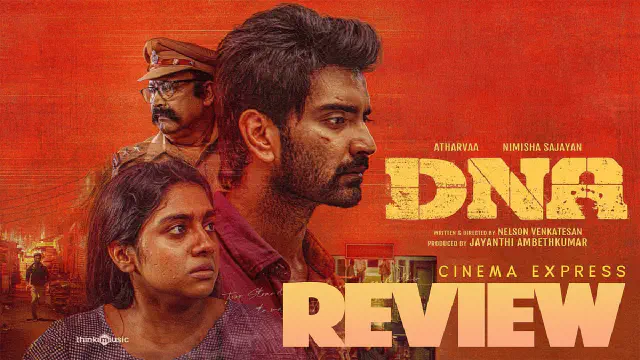 ATHARVAA NIMISHA SAJAYAN
DNA
WRITTEN & DIRECTED BY NELSON VENKATESAN
PRODUCED BY JAYANTHI AMBETHKUMAR
CINEMA EXPRESS
REVIEW
think music